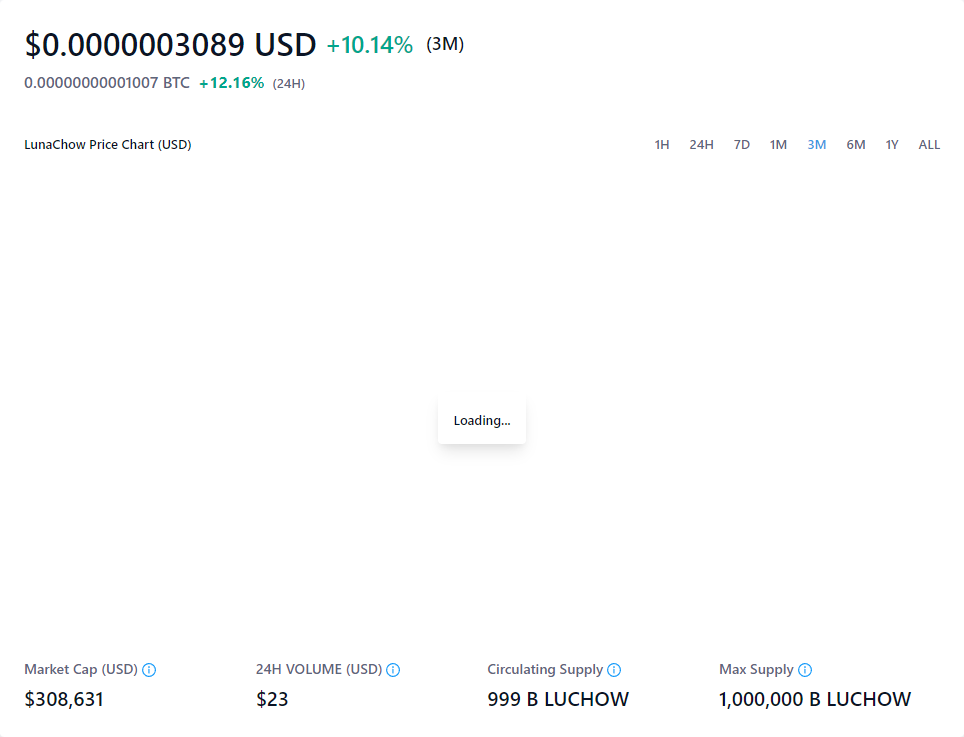 $0.0000003089 USD +10.14% (3M)
0.00000000001007 BTC +12.16% (24H)
LunaChow Price Chart (USD) 1H 24H 7D 1M 3M 6M 1Y ALL
Loading...
Market Cap (USD) 24H VOLUME (USD) Circulating Supply Max Supply
$308,631 $23 999 B LUCHOW 1,000,000 B LUCHOW